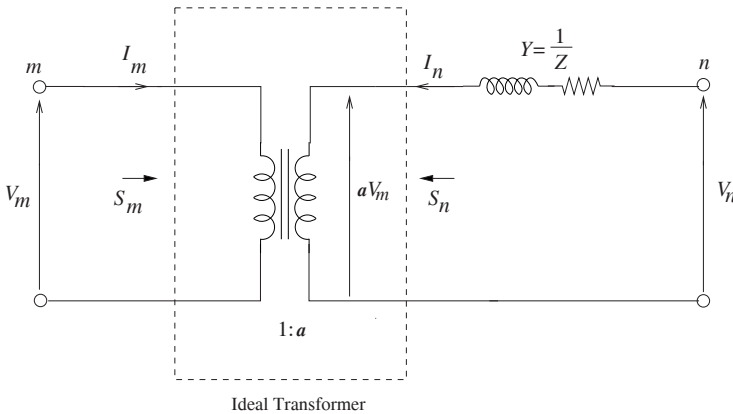 m
I_m
I_n
Y=1/Z
n
V_m
S_m
aV_m
S_n
V_n
1:a
Ideal Transformer